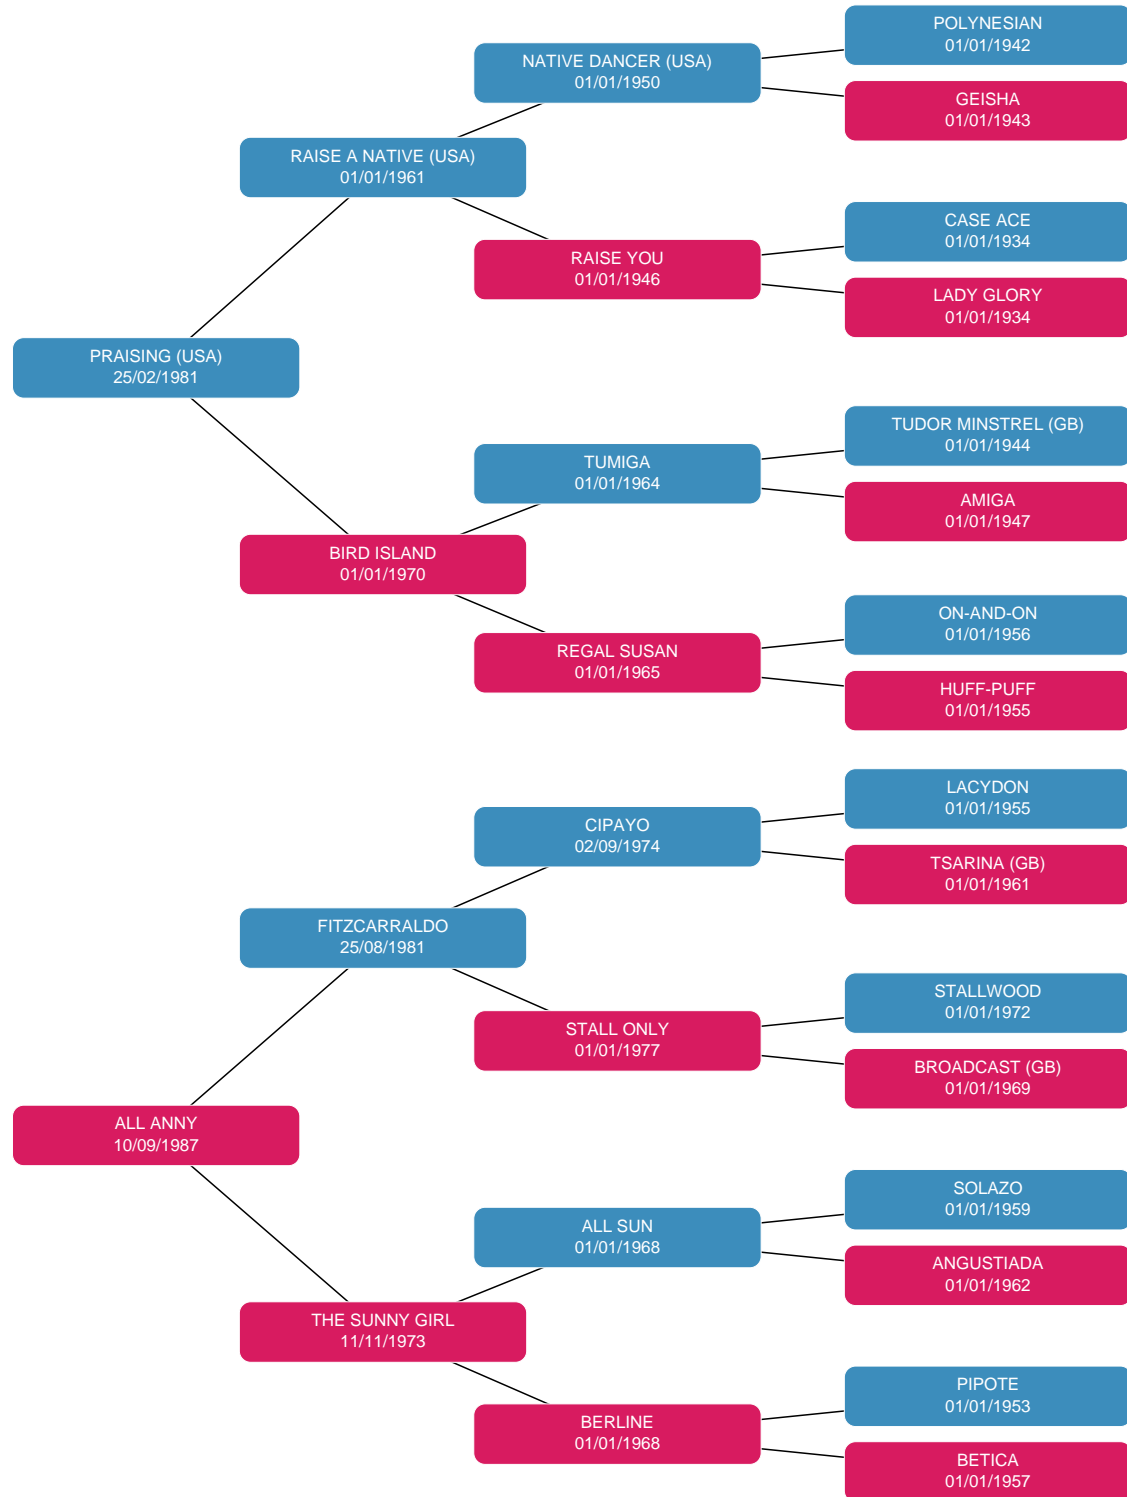 POLYNESIAN
01/01/1942
NATIVE DANCER (USA)
01/01/1950
GEISHA
01/01/1943
RAISE A NATIVE (USA)
01/01/1961
CASE ACE
01/01/1934
RAISE YOU
01/01/1946
LADY GLORY
01/01/1934
PRAISING (USA)
25/02/1981
TUDOR MINSTREL (GB)
01/01/1944
TUMIGA
01/01/1964
AMIGA
01/01/1947
BIRD ISLAND
01/01/1970
ON-AND-ON
01/01/1956
REGAL SUSAN
01/01/1965
HUFF-PUFF
01/01/1955
LACYDON
01/01/1955
CIPAYO
02/09/1974
TSARINA (GB)
01/01/1961
FITZCARRALDO
25/08/1981
STALLWOOD
01/01/1972
STALL ONLY
01/01/1977
BROADCAST (GB)
01/01/1969
ALL ANNY
10/09/1987
SOLAZO
01/01/1959
ALL SUN
01/01/1968
ANGUSTIADA
01/01/1962
THE SUNNY GIRL
11/11/1973
PIPOTE
01/01/1953
BERLINE
01/01/1968
BETICA
01/01/1957